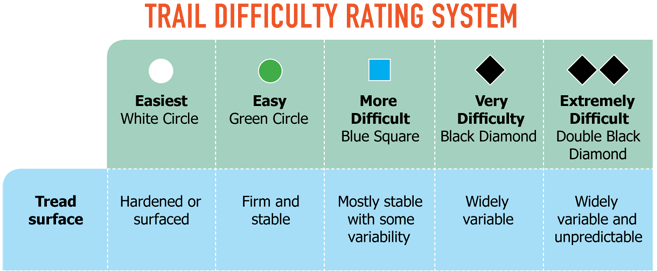 TRAIL DIFFICULTY RATING SYSTEM
Easiest
White Circle
Easy
Green Circle
More
Difficult
Blue Square
Very
Difficulty
Black Diamond
Extremely
Difficult
Double Black
Diamond
Tread
surface
Hardened or
surfaced
Firm and
stable
Mostly stable
with some
variability
Widely
variable
Widely
variable and
unpredictable